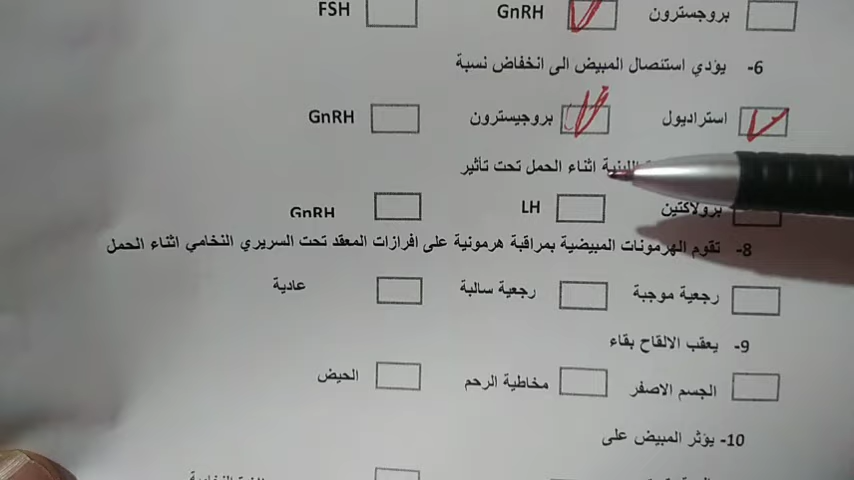 بروجسترون GnRH FSH
6- يؤدي استئصال المبيض الى انخفاض نسبة
استراديول بروجيسترون GnRH
اللبنية اثناء الحمل تحت تأثير
برولاكتين LH GnRH
8- تقوم الهرمونات المبيضية بمراقبة هرمونية على افرازات المعقد تحت السريري النخامي اثناء الحمل
رجعية موجبة رجعية سالبة عادية
9- يعقب الالقاح بقاء
الجسم الاصفر مخاطية الرحم الحيض
10- يؤثر المبيض على